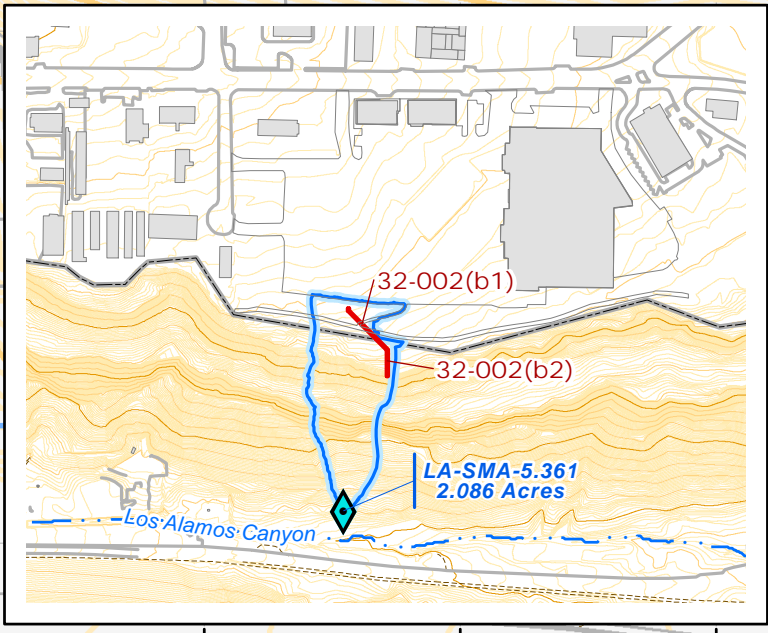 32-002(b1)
32-002(b2)
LA-SMA-5.361
2.086 Acres
Los Alamos Canyon